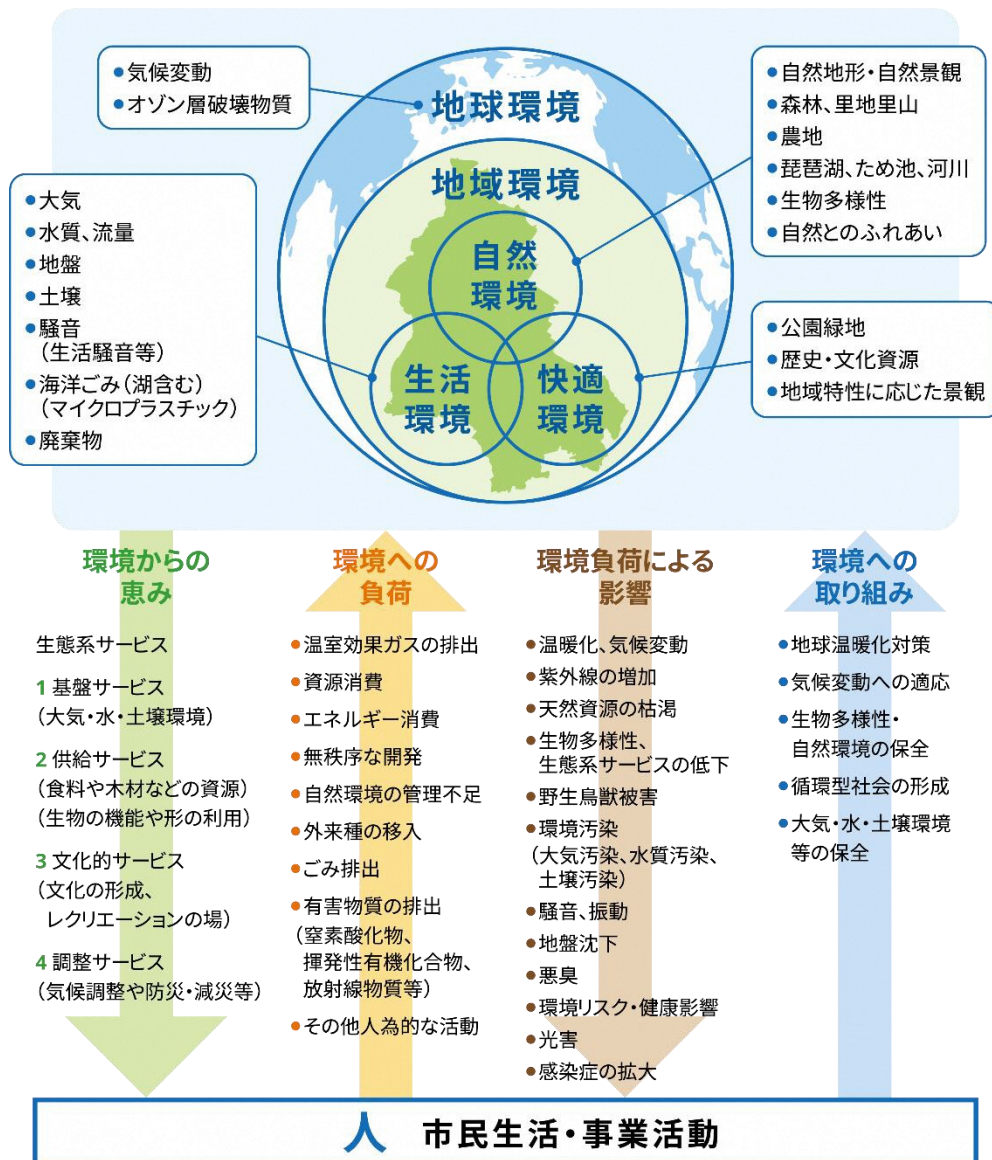 ●気候変動
●オゾン層破壊物質
地球環境
●自然地形・自然景観
●森林、里地里山
●農地
●琵琶湖、ため池、河川
●生物多様性
●自然とのふれあい
●大気
●水質、流量
●地盤
●土壌
●騒音
(生活騒音等)
●海洋ごみ(湖含む)
(マイクロプラスチック)
●廃棄物
地域環境
自然
環境
生活
環境
快適
環境
●公園緑地
●歴史・文化資源
●地域特性に応じた景観
環境からの
恵み
生態系サービス
1 基盤サービス
(大気・水・土壌環境)
2 供給サービス
(食料や木材などの資源)
(生物の機能や形の利用)
3 文化的サービス
(文化の形成、
レクリエーションの場)
4 調整サービス
(気候調整や防災・減災等)
環境への
負荷
●温室効果ガスの排出
●資源消費
●エネルギー消費
●無秩序な開発
●自然環境の管理不足
●外来種の移入
●ごみ排出
●有害物質の排出
(窒素酸化物、
揮発性有機化合物、
放射線物質等)
●その他人為的な活動
環境負荷による
影響
●温暖化、気候変動
●紫外線の増加
●天然資源の枯渇
●生物多様性、
生態系サービスの低下
●野生鳥獣被害
●環境汚染
(大気汚染、水質汚染、
土壌汚染)
●騒音、振動
●地盤沈下
●悪臭
●環境リスク・健康影響
●光害
●感染症の拡大
環境への
取り組み
●地球温暖化対策
●気候変動への適応
●生物多様性・
自然環境の保全
●循環型社会の形成
●大気・水・土壌環境
等の保全
人 市民生活・事業活動